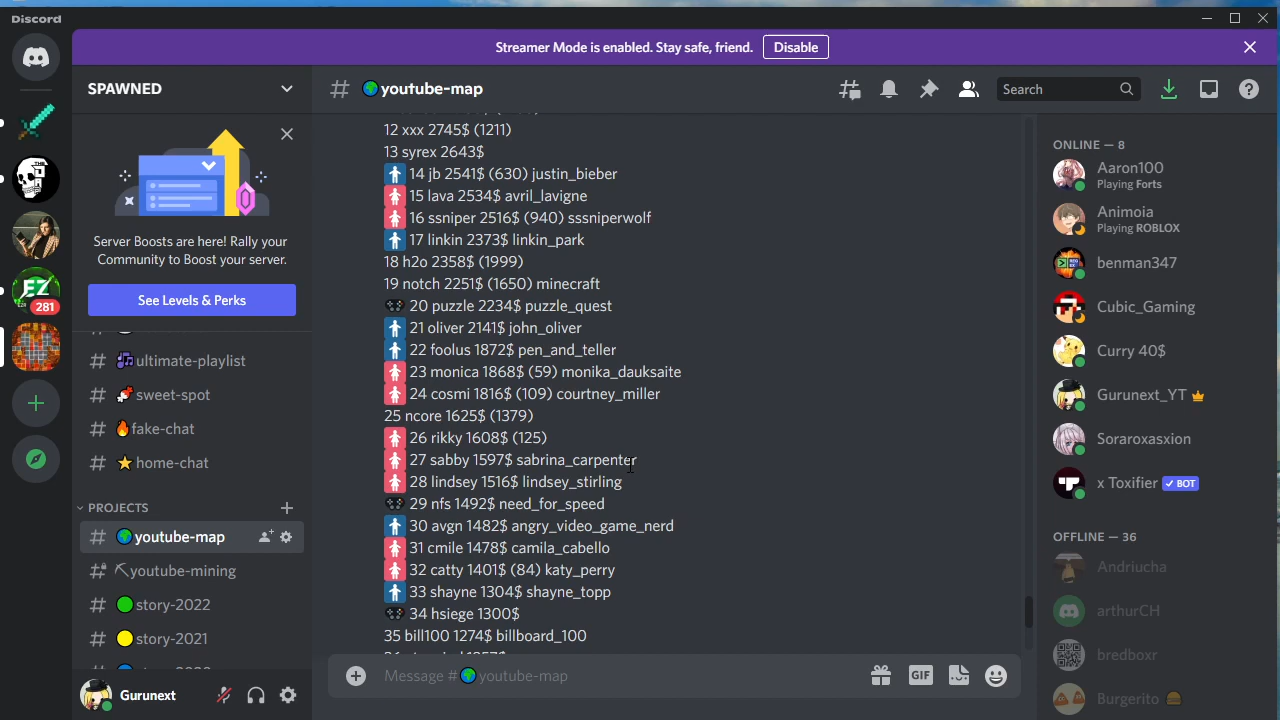 Discord
Streamer Mode is enabled. Stay safe, friend. Disable
SPAWNED
youtube-map
Search
Server Boosts are here! Rally your
Community to Boost your server.
See Levels & Perks
ultimate-playlist
sweet-spot
fake-chat
home-chat
PROJECTS
youtube-map
youtube-mining
story-2022
story-2021
281
Gurunext
12 xxx 2745$ (1211)
13 syrex 2643$
14 jb 2541$ (630) justin_bieber
15 lava 2534$ avril_lavigne
16 ssniper 2516$ (940) sssniperwolf
17 linkin 2373$ linkin_park
18 h2o 2358$ (1999)
19 notch 2251$ (1650) minecraft
20 puzzle 2234$ puzzle_quest
21 oliver 2141$ john_oliver
22 foolus 1872$ pen_and_teller
23 monica 1868$ (59) monika_dauksaite
24 cosmi 1816$ (109) courtney_miller
25 ncore 1625$ (1379)
26 rikky 1608$ (125)
27 sabby 1597$ sabrina_carpenter
28 lindsey 1516$ lindsey_stirling
29 nfs 1492$ need_for_speed
30 avgn 1482$ angry_video_game_nerd
31 cmile 1478$ camila_cabello
32 catty 1401$ (84) katy_perry
33 shayne 1304$ shayne_topp
34 hsiege 1300$
35 bill100 1274$ billboard_100
Message # youtube-map
GIF
ONLINE — 8
Aaron100
Playing Forts
Animoia
Playing ROBLOX
benman347
Cubic_Gaming
Curry 40$
Gurunext_YT
Soraroxasxion
x Toxifier ✓ BOT
OFFLINE — 36
Andriucha
arthurCH
bredboxr
Burgerito